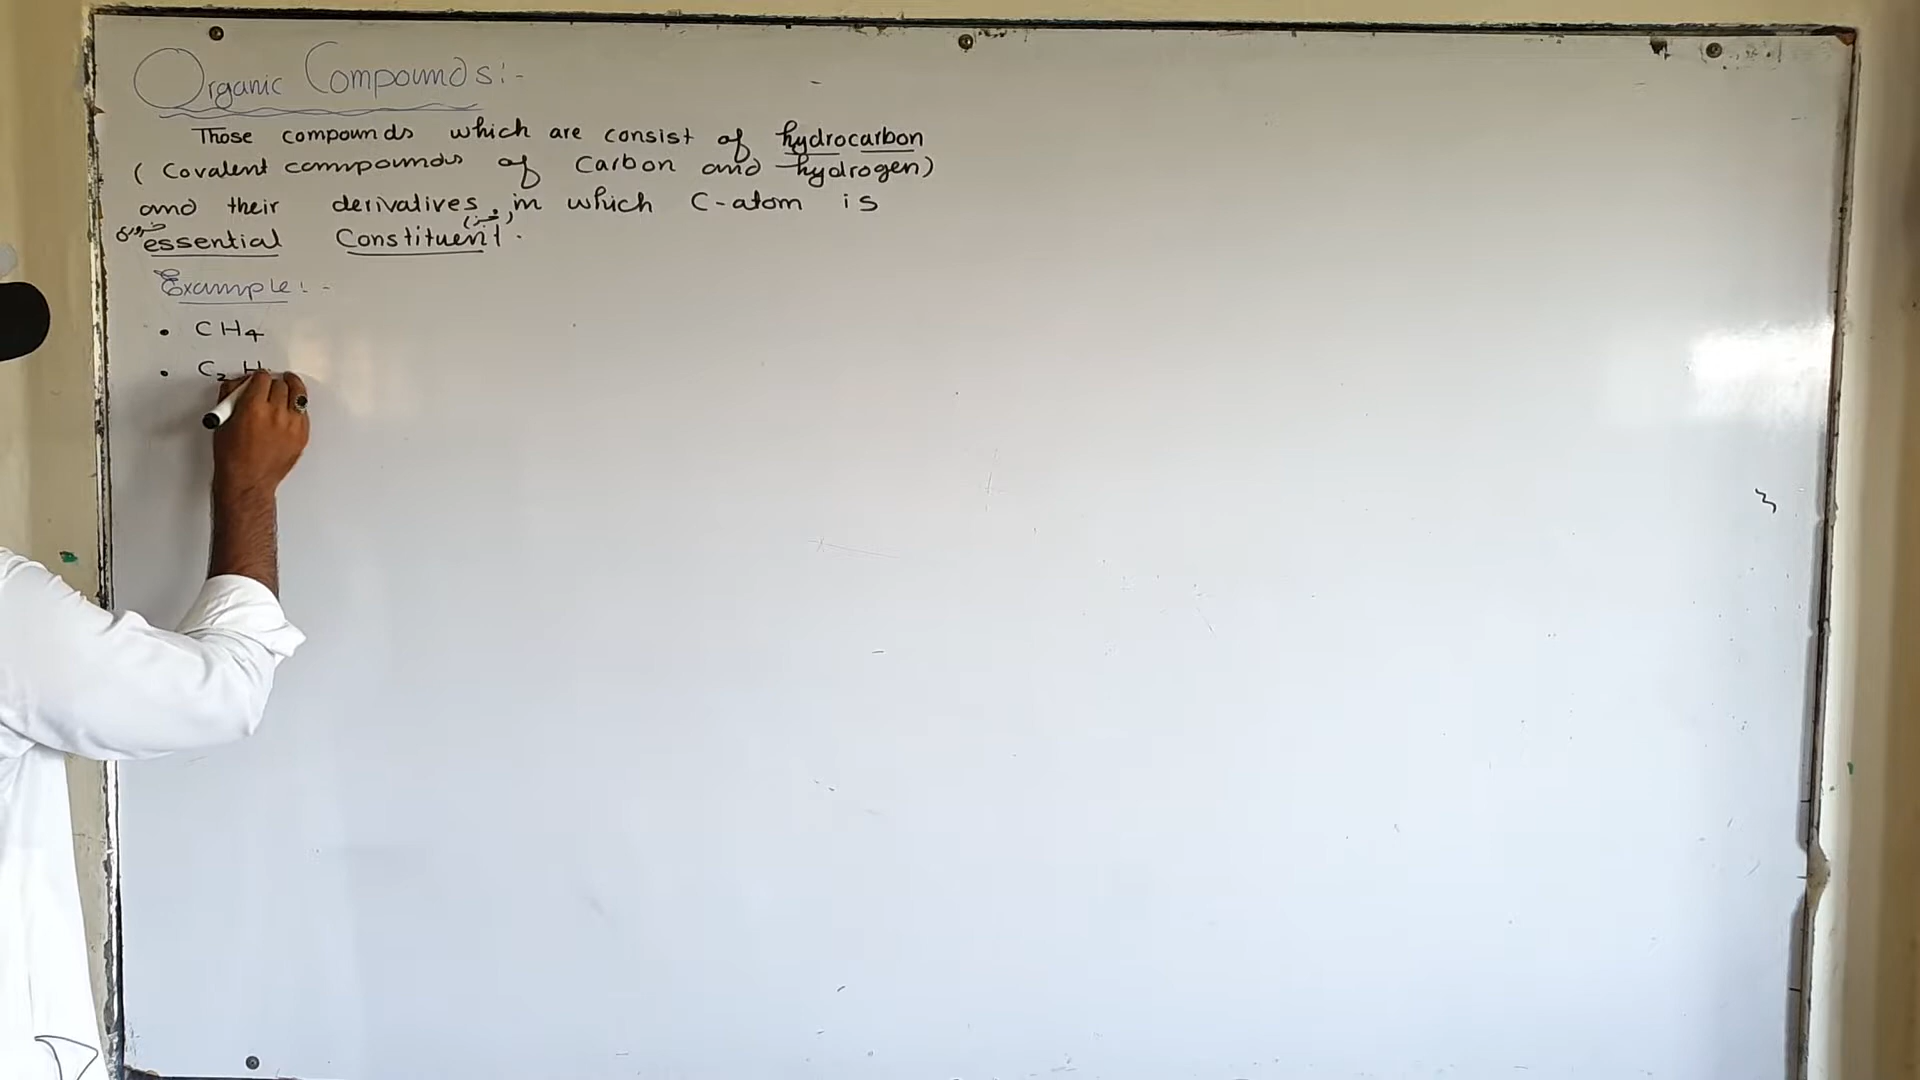 Organic Compounds:-
Those compounds which are consist of hydrocarbon
( Covalent compounds of Carbon and hydrogen)
and their derivatives, in which C-atom is
essential Constituent.
Example:-
• CH4
• C2 H